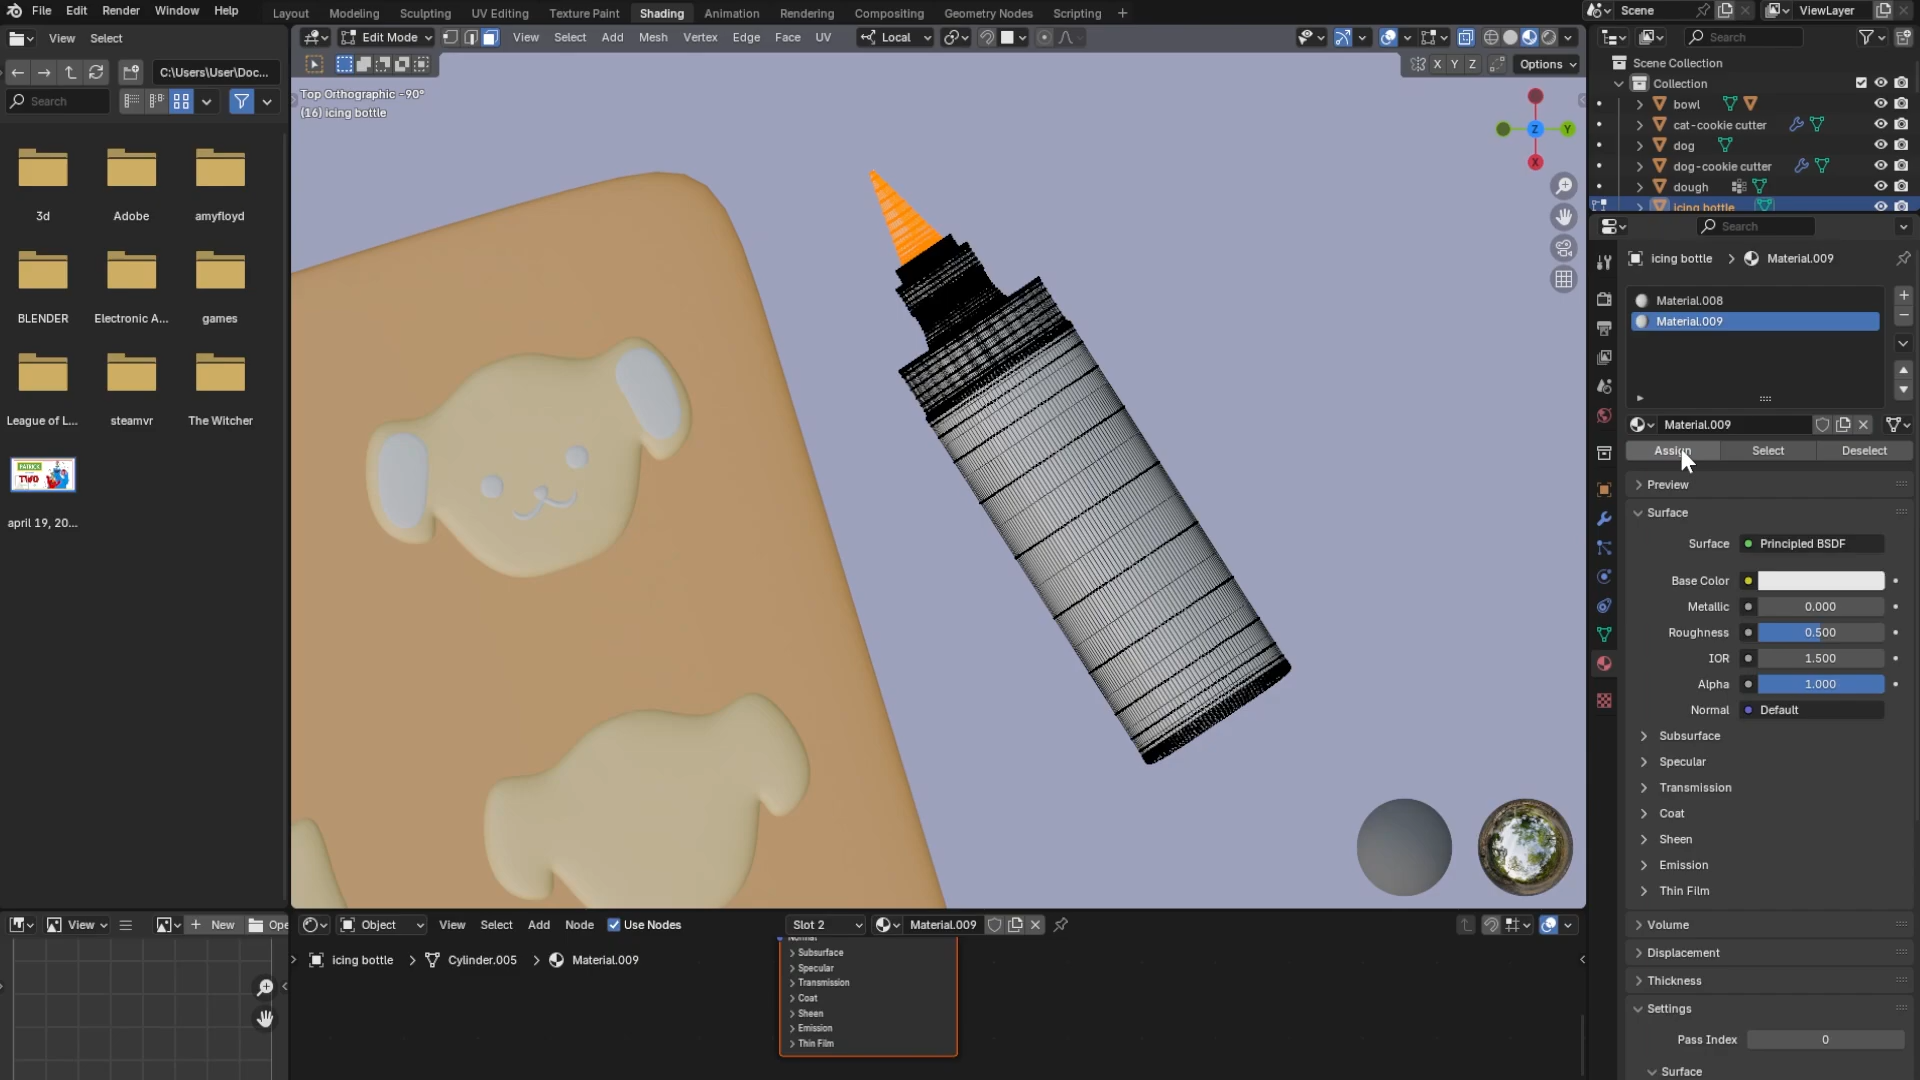 File Edit Render Window Help Layout Modeling Sculpting UV Editing Texture Paint Shading Animation Rendering Compositing Geometry Nodes Scripting + Scene ViewLayer
View Select Edit Mode View Select Add Mesh Vertex Edge Face UV Local Search
C:\Users\User\Doc... X Y Z Options
Search
Top Orthographic -90°
(16) icing bottle
3d Adobe amyfloyd
BLENDER Electronic A... games
League of L... steamvr The Witcher
PATRICK
TWO
april 19, 20...
Z Y X
Scene Collection
Collection
bowl
cat-cookie cutter
dog
dog-cookie cutter
dough
icing bottle
Search
icing bottle > Material.009
Material.008
Material.009
Material.009
Assign Select Deselect
Preview
Surface
Surface Principled BSDF
Base Color
Metallic 0.000
Roughness 0.500
IOR 1.500
Alpha 1.000
Normal Default
Subsurface
Specular
Transmission
Coat
Sheen
Emission
Thin Film
Volume
Displacement
Thickness
Settings
Pass Index 0
Surface
View New Ope
Object View Select Add Node Use Nodes Slot 2 Material.009
icing bottle > Cylinder.005 > Material.009
Normal
Subsurface
Specular
Transmission
Coat
Sheen
Emission
Thin Film